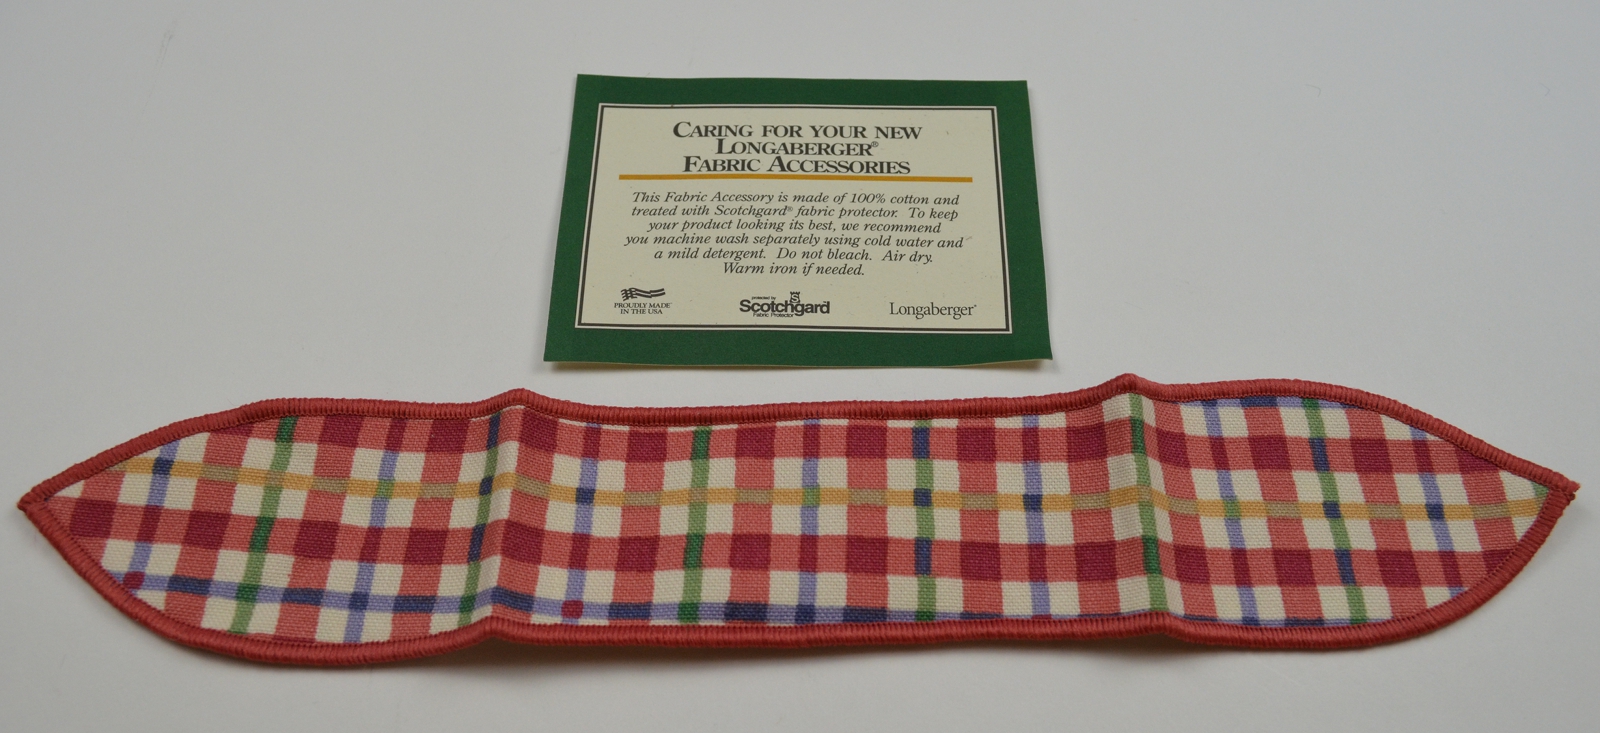 CARING FOR YOUR NEW
LONGABERGER®
FABRIC ACCESSORIES
This Fabric Accessory is made of 100% cotton and
treated with Scotchgard® fabric protector. To keep
your product looking its best, we recommend
you machine wash separately using cold water and
a mild detergent. Do not bleach. Air dry.
Warm iron if needed.
PROUDLY MADE
IN THE USA
protected by
S
Scotchgard
Fabric Protector
Longaberger®